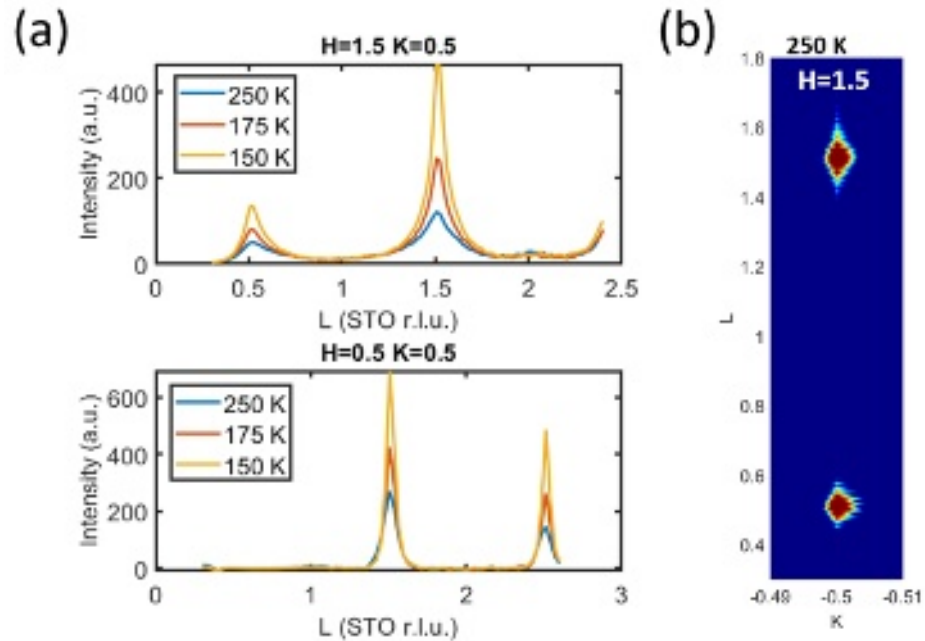 (a)
H=1.5 K=0.5
Intensity (a.u.)
400
200
0
250 K
175 K
150 K
0 0.5 1 1.5 2 2.5
L (STO r.l.u.)
H=0.5 K=0.5
Intensity (a.u.)
600
400
200
0
250 K
175 K
150 K
0 1 2 3
L (STO r.l.u.)
(b)
250 K
H=1.5
L
1.8
1.6
1.4
1.2
1
0.8
0.6
0.4
-0.49 -0.5 -0.51
K